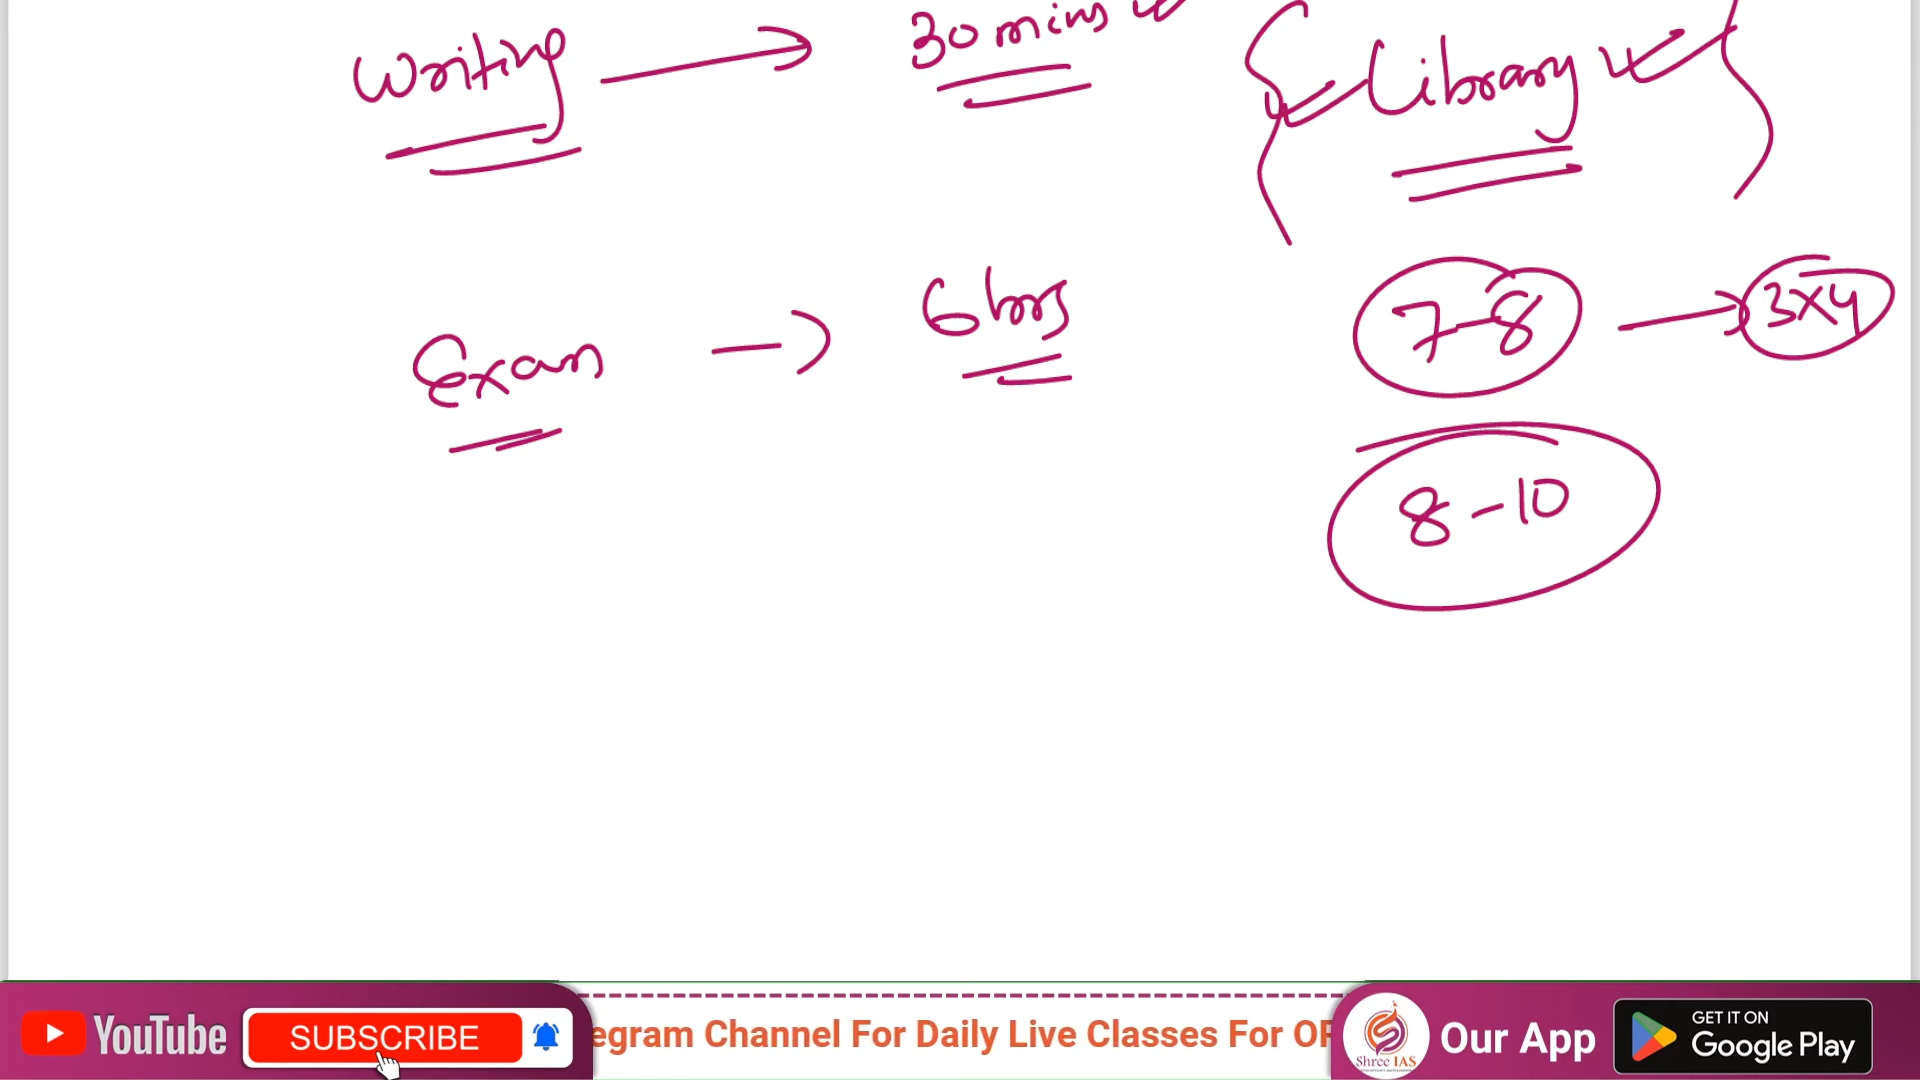 Writing → 30 mins
Library
Exam → 6 hrs
7-8 → 3x4
8-10
YouTube
SUBSCRIBE
egram Channel For Daily Live Classes For OP
Shree IAS
Our App
GET IT ON
Google Play